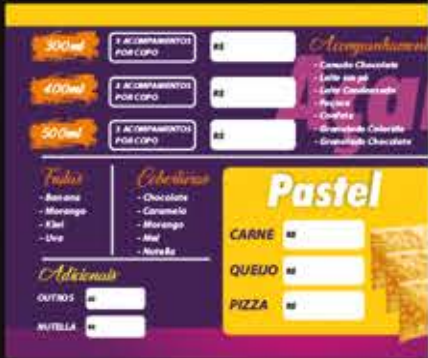 300ml
3 ACOMPANHAMENTOS
POR COPO
R$
400ml
3 ACOMPANHAMENTOS
POR COPO
R$
500ml
3 ACOMPANHAMENTOS
POR COPO
R$
Acompanhament
- Canudo Chocolate
- Leite em pó
- Leite Condensado
- Paçoca
- Confete
- Granulado Colorido
- Granulado Chocolate
Açaí
Frutas
- Banana
- Morango
- Kiwi
- Uva
Coberturas
- Chocolate
- Caramelo
- Morango
- Mel
- Nutella
Adicionais
OUTROS R$
NUTELLA R$
Pastel
CARNE R$
QUEIJO R$
PIZZA R$